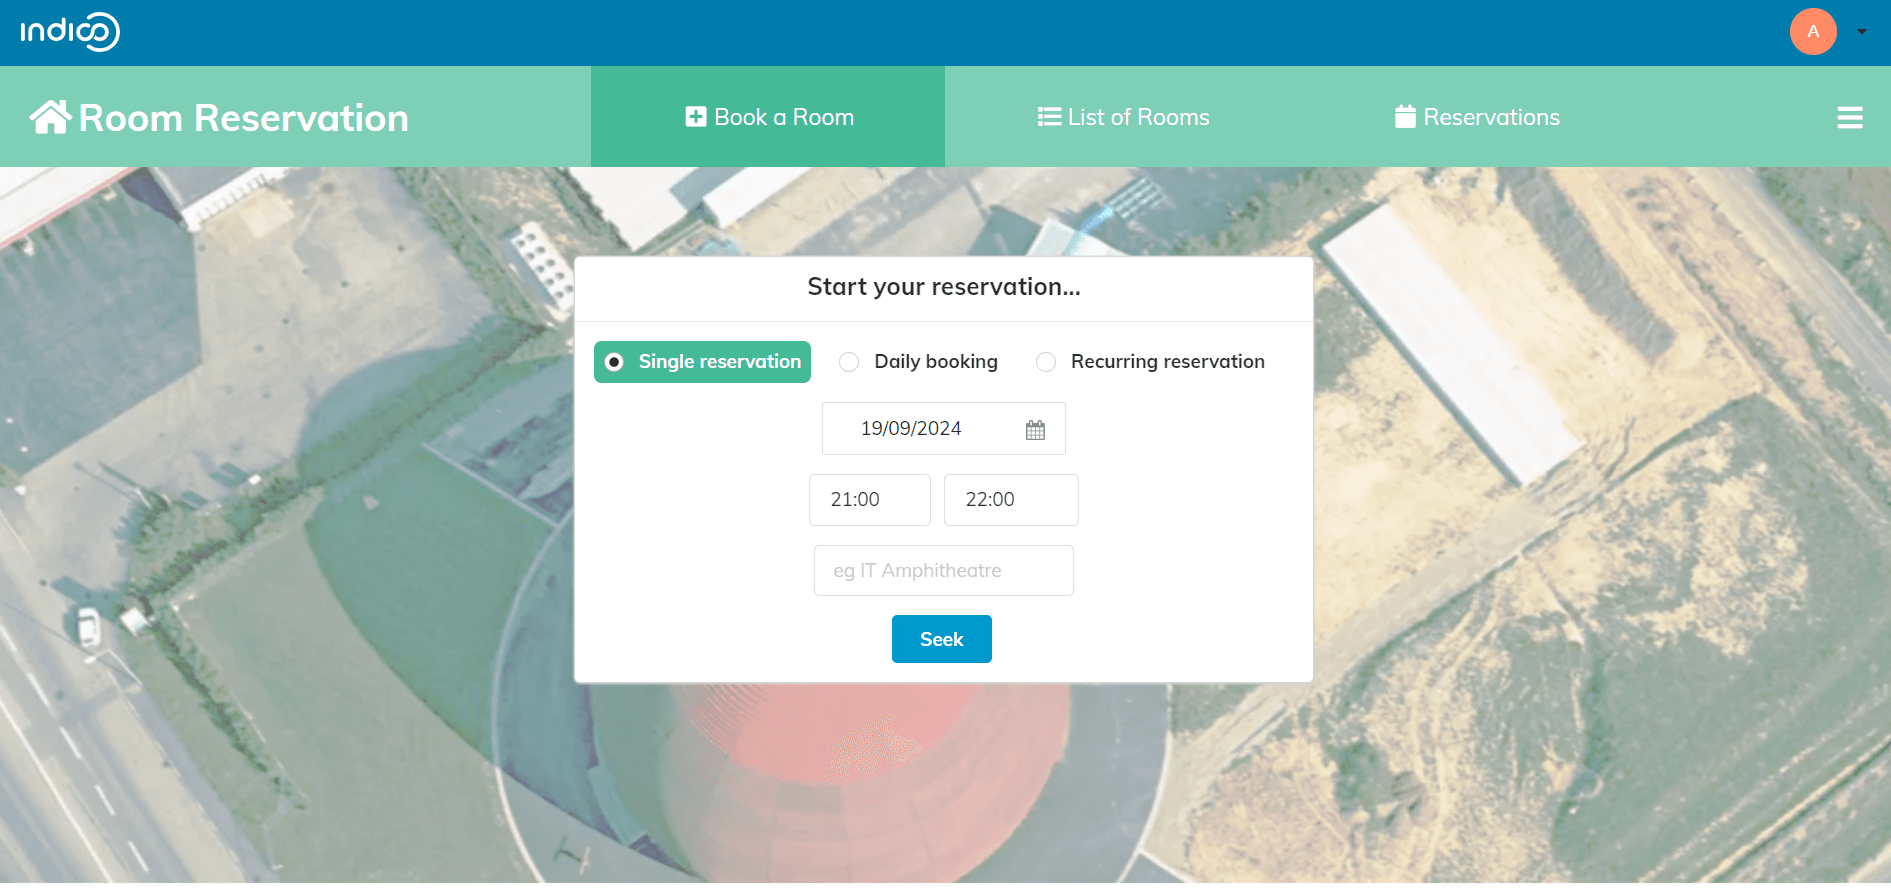 indico
A
Room Reservation
Book a Room
List of Rooms
Reservations
Start your reservation...
Single reservation
Daily booking
Recurring reservation
19/09/2024
21:00
22:00
eg IT Amphitheatre
Seek